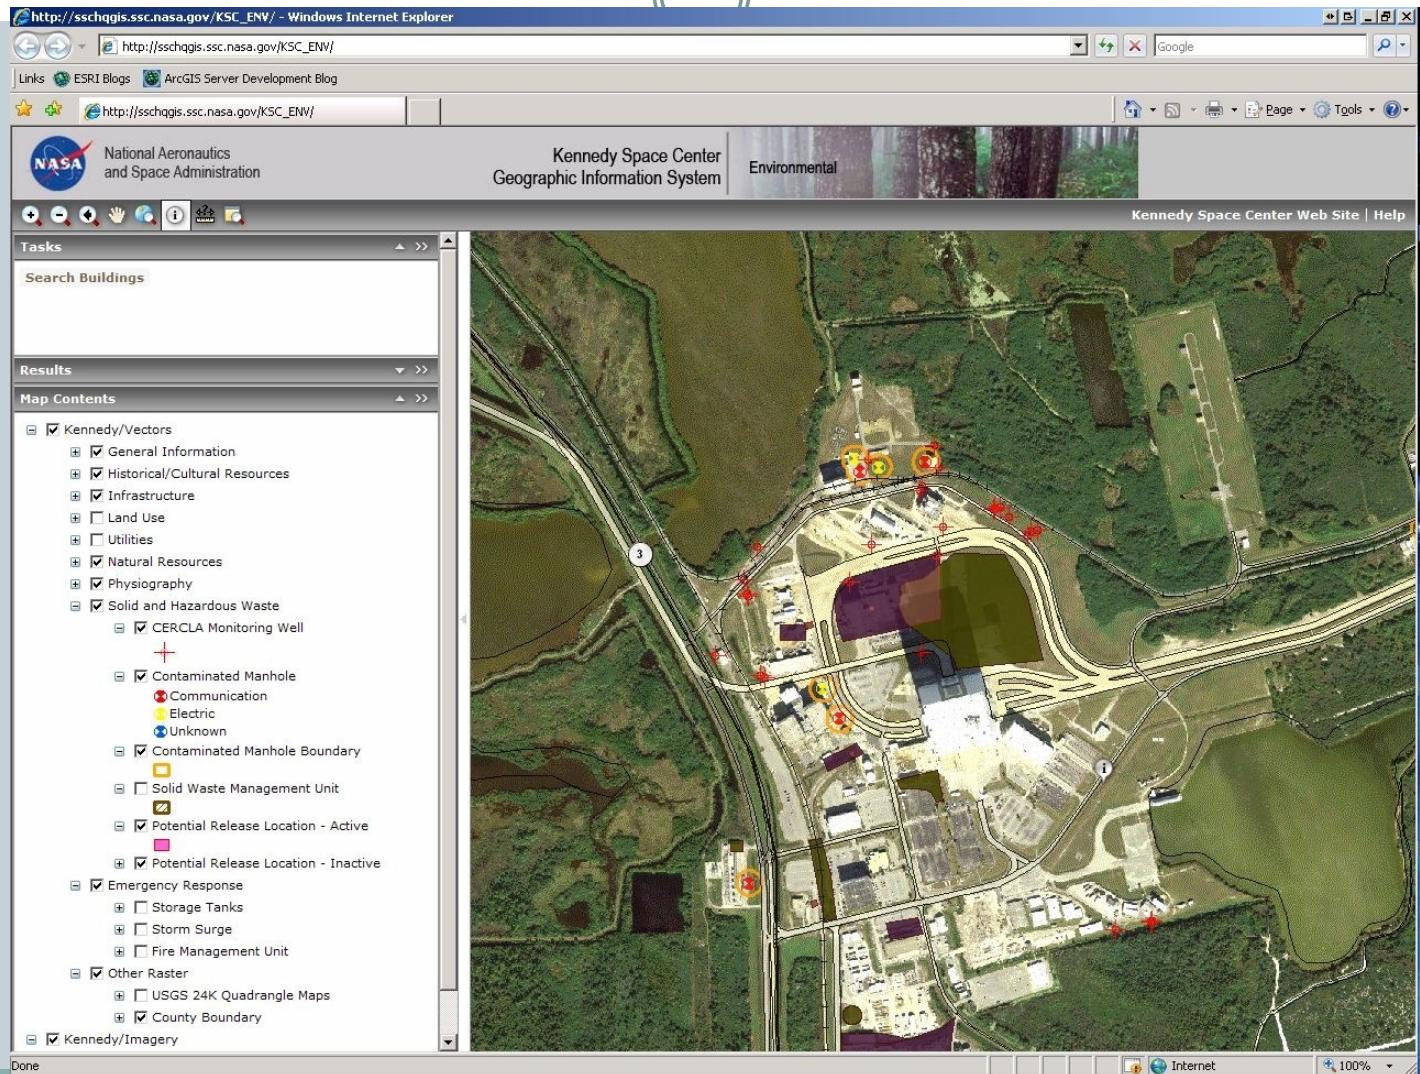 http://sschqgis.ssc.nasa.gov/KSC_ENV/ - Windows Internet Explorer
http://sschqgis.ssc.nasa.gov/KSC_ENV/
Google
Links ESRI Blogs ArcGIS Server Development Blog
http://sschqgis.ssc.nasa.gov/KSC_ENV/
Page Tools
NASA
National Aeronautics
and Space Administration
Kennedy Space Center
Geographic Information System
Environmental
Kennedy Space Center Web Site | Help
Tasks
Search Buildings
Results
Map Contents
Kennedy/Vectors
General Information
Historical/Cultural Resources
Infrastructure
Land Use
Utilities
Natural Resources
Physiography
Solid and Hazardous Waste
CERCLA Monitoring Well
Contaminated Manhole
Communication
Electric
Unknown
Contaminated Manhole Boundary
Solid Waste Management Unit
Potential Release Location - Active
Potential Release Location - Inactive
Emergency Response
Storage Tanks
Storm Surge
Fire Management Unit
Other Raster
USGS 24K Quadrangle Maps
County Boundary
Kennedy/Imagery
3
i
Done
Internet
100%